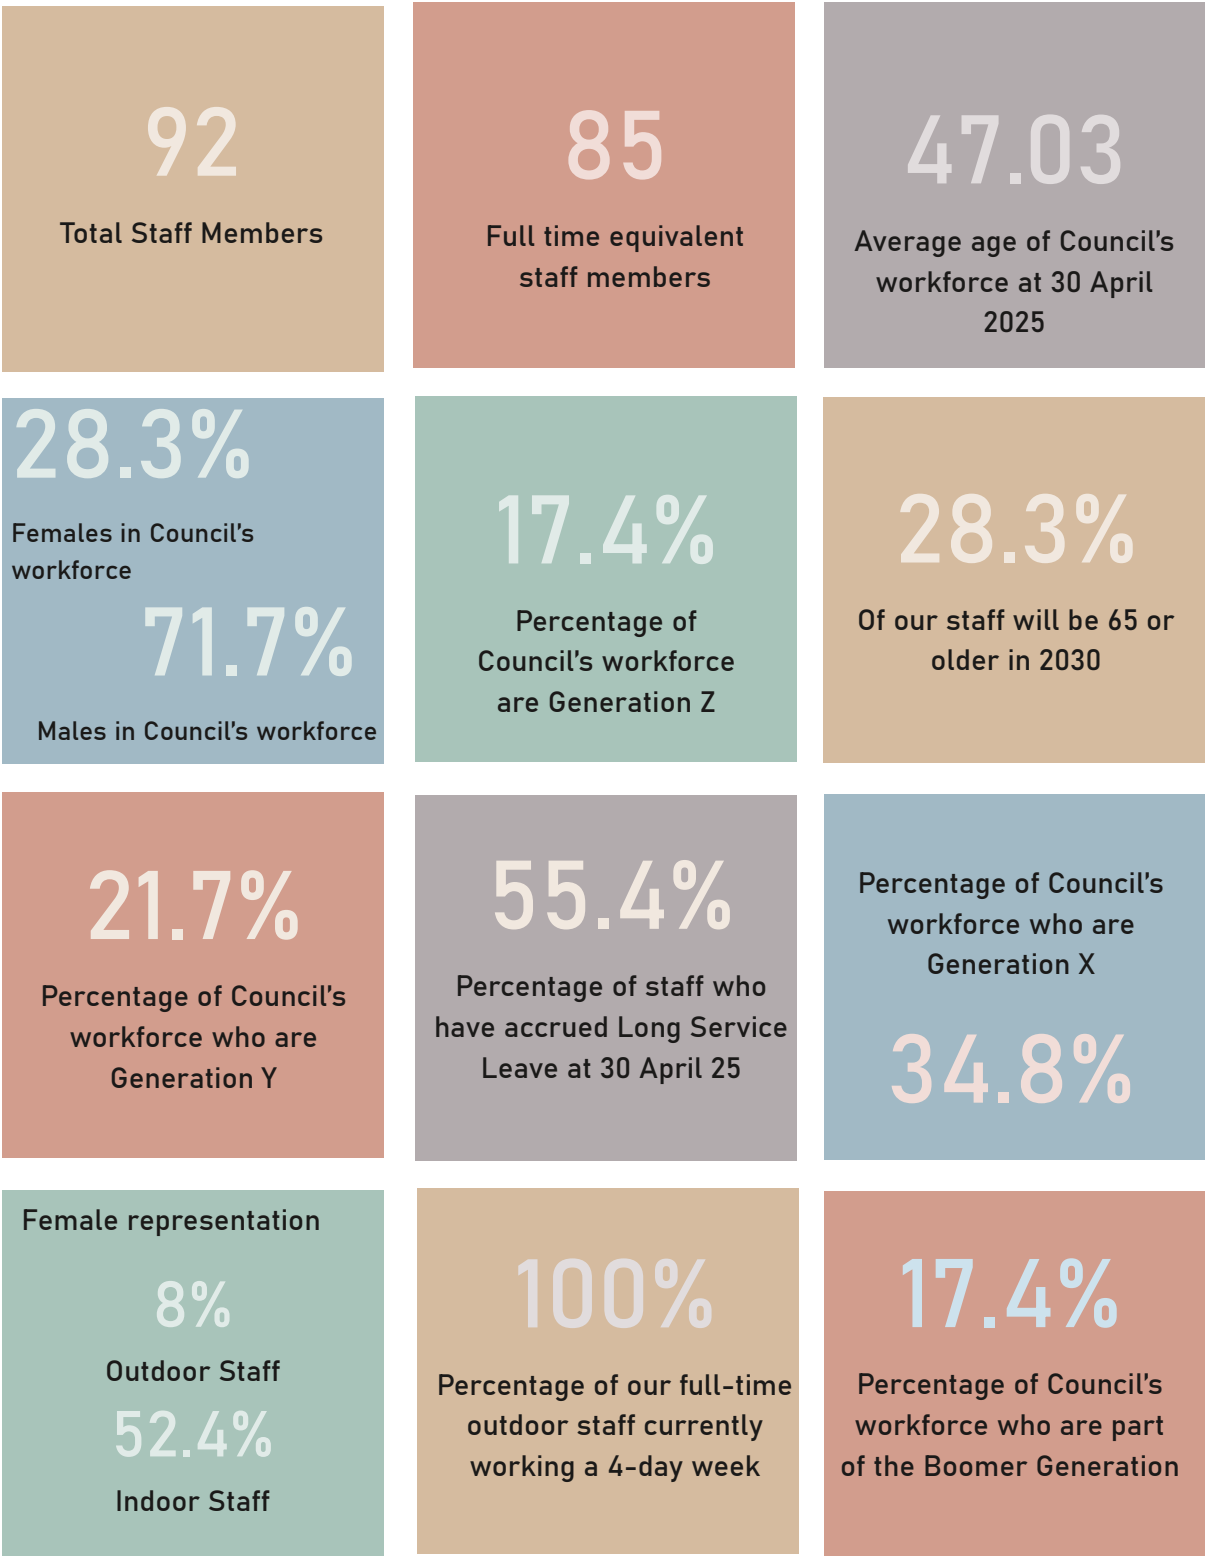 92
Total Staff Members
85
Full time equivalent
staff members
47.03
Average age of Council's
workforce at 30 April
2025
28.3%
Females in Council's
workforce
71.7%
Males in Council's workforce
17.4%
Percentage of
Council's workforce
are Generation Z
28.3%
Of our staff will be 65 or
older in 2030
21.7%
Percentage of Council's
workforce who are
Generation Y
55.4%
Percentage of staff who
have accrued Long Service
Leave at 30 April 25
Percentage of Council's
workforce who are
Generation X
34.8%
Female representation
8%
Outdoor Staff
52.4%
Indoor Staff
100%
Percentage of our full-time
outdoor staff currently
working a 4-day week
17.4%
Percentage of Council's
workforce who are part
of the Boomer Generation